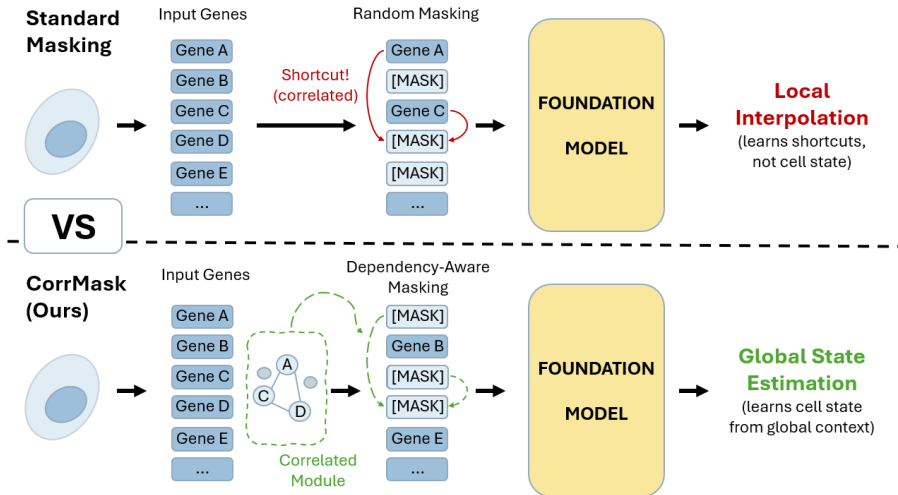 Standard
Masking
Input Genes
Gene A
Gene B
Gene C
Gene D
Gene E
...
Shortcut!
(correlated)
Random Masking
Gene A
[MASK]
Gene C
[MASK]
[MASK]
...
FOUNDATION
MODEL
Local
Interpolation
(learns shortcuts,
not cell state)
VS
CorrMask
(Ours)
Input Genes
Gene A
Gene B
Gene C
Gene D
Gene E
...
A
C
D
Correlated
Module
Dependency-Aware
Masking
[MASK]
Gene B
[MASK]
[MASK]
Gene E
...
FOUNDATION
MODEL
Global State
Estimation
(learns cell state
from global context)